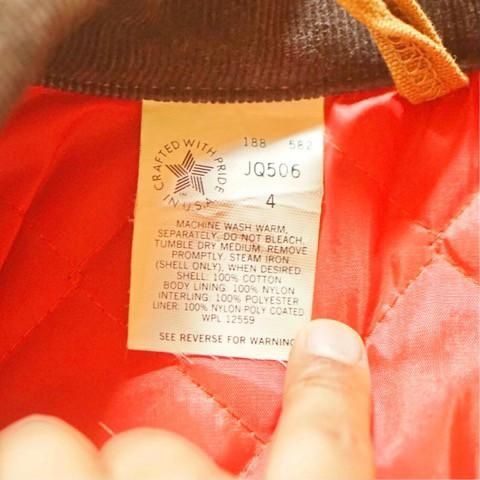 188 582
CRAFTED WITH PRIDE
JQ506
IN U.S.A.
4
MACHINE WASH WARM,
SEPARATELY, DO NOT BLEACH,
TUMBLE DRY MEDIUM, REMOVE
PROMPTLY. STEAM IRON
(SHELL ONLY), WHEN DESIRED
SHELL: 100% COTTON
BODY LINING: 100% NYLON
INTERLING: 100% POLYESTER
LINER: 100% NYLON-POLY COATED
WPL 12559
SEE REVERSE FOR WARNING